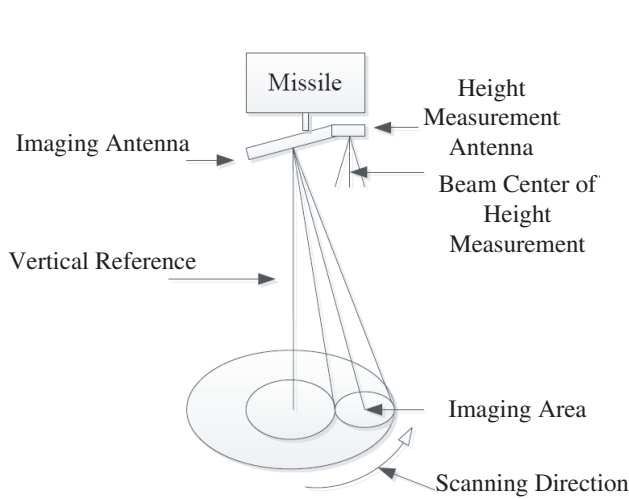 Missile
Height
Measurement
Antenna
Imaging Antenna
Beam Center of
Height
Measurement
Vertical Reference
Imaging Area
Scanning Direction